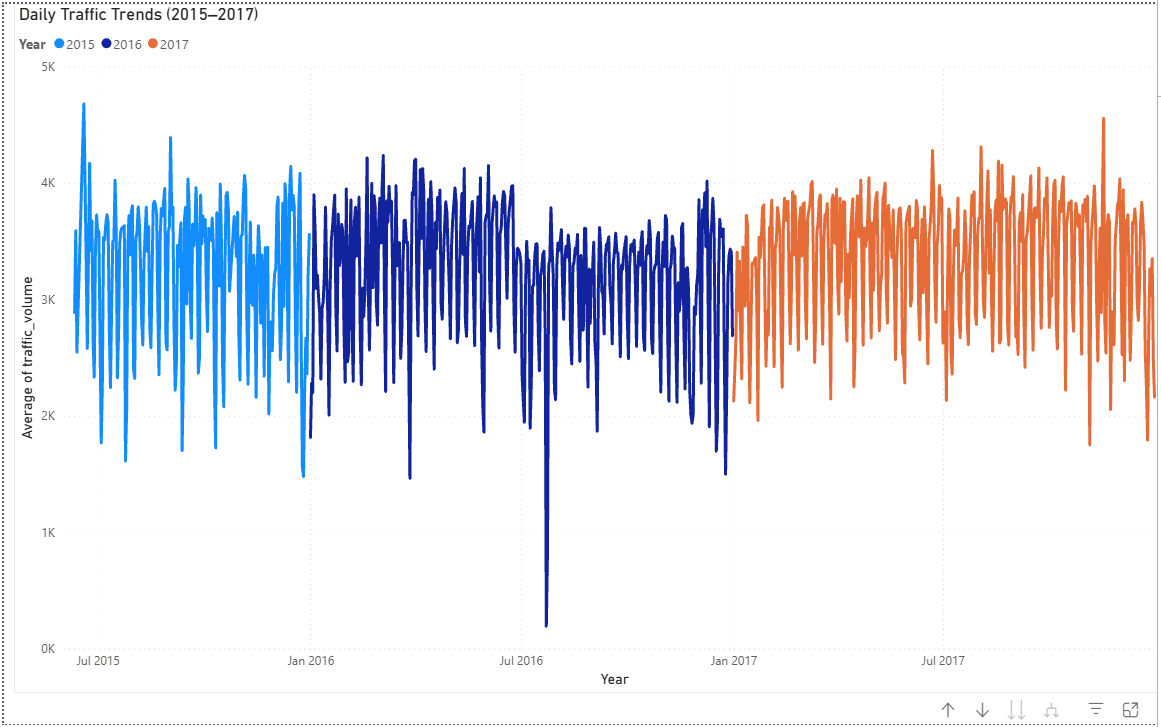 Daily Traffic Trends (2015–2017)
Year 2015 2016 2017
5K
4K
3K
2K
1K
0K
Average of traffic_volume
Jul 2015 Jan 2016 Jul 2016 Jan 2017 Jul 2017
Year